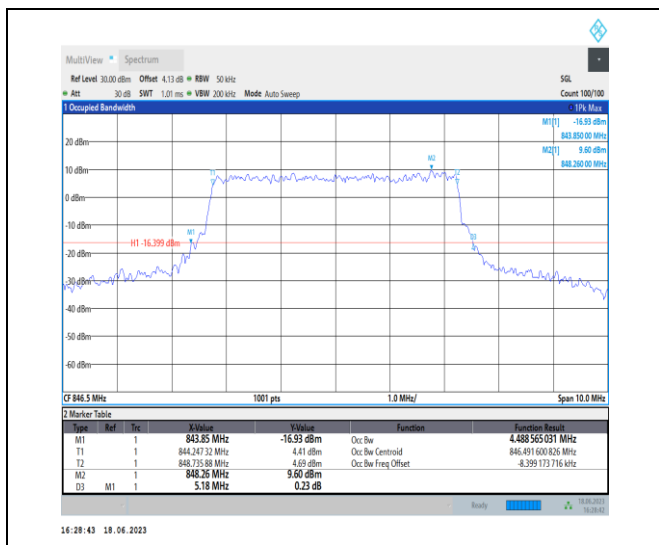 MultiView Spectrum
Ref Level 30.00 dBm Offset 4.13 dB RBW 50 kHz SGL
Att 30 dB SWT 1.01 ms VBW 200 kHz Mode Auto Sweep Count 100/100
1 Occupied Bandwidth 1Pk Max
M1[1] -16.93 dBm
843.850 00 MHz
M2[1] 9.60 dBm
848.260 00 MHz
20 dBm
M2
T1 T2
10 dBm
0 dBm
-10 dBm
M1 D3
H1 -16.399 dBm
-20 dBm
-30 dBm
-40 dBm
-50 dBm
-60 dBm
CF 846.5 MHz 1001 pts 1.0 MHz/ Span 10.0 MHz
2 Marker Table
Type Ref Trc X-Value Y-Value Function Function Result
M1 1 843.85 MHz -16.93 dBm Occ Bw 4.488 565 031 MHz
T1 1 844.247 32 MHz 4.41 dBm Occ Bw Centroid 846.491 600 826 MHz
T2 1 848.735 88 MHz 4.69 dBm Occ Bw Freq Offset -8.399 173 716 kHz
M2 1 848.26 MHz 9.60 dBm
D3 M1 1 5.18 MHz 0.23 dB
Ready 18.06.2023
16:28:42
16:28:43 18.06.2023